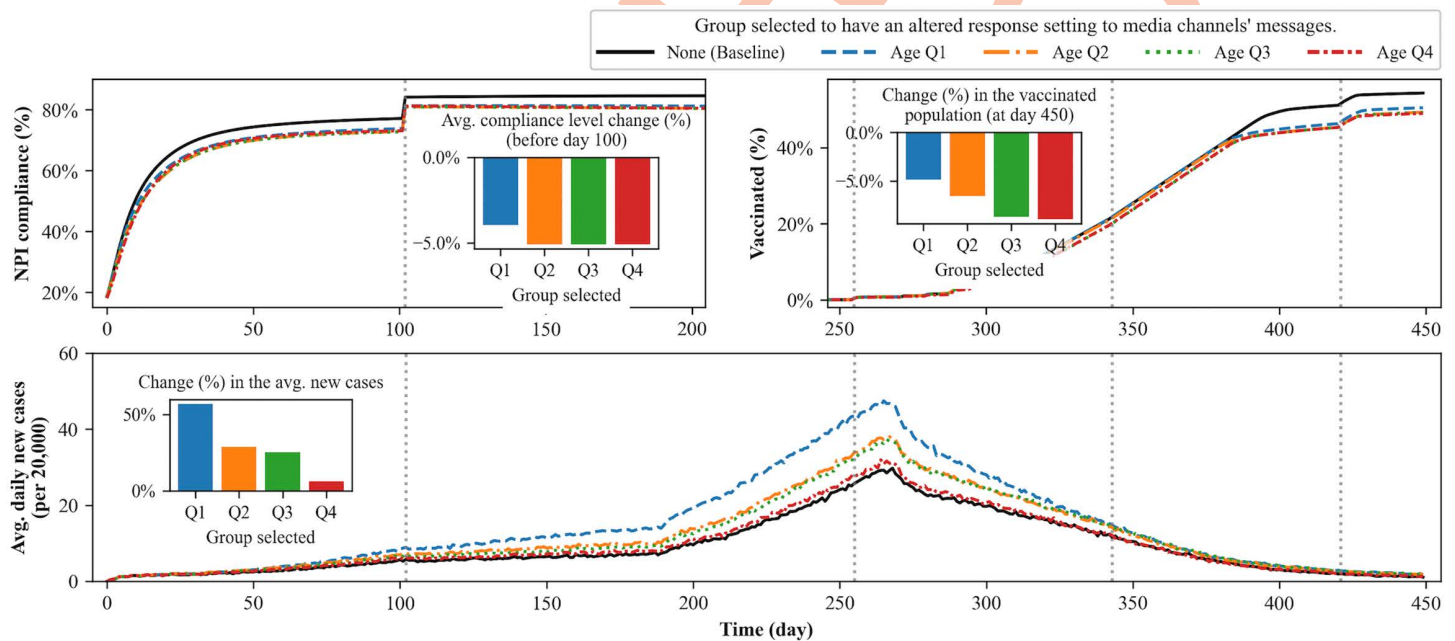 Group selected to have an altered response setting to media channels' messages.
None (Baseline) Age Q1 Age Q2 Age Q3 Age Q4
NPI compliance (%)
80%
60%
40%
20%
0 50 100 150 200
Avg. compliance level change (%)
(before day 100)
0.0%
−5.0%
Q1 Q2 Q3 Q4
Group selected
Vaccinated (%)
40%
20%
0%
250 300 350 400 450
Change (%) in the vaccinated
population (at day 450)
0.0%
−5.0%
Q1 Q2 Q3 Q4
Group selected
Avg. daily new cases
(per 20,000)
60
40
20
0
Change (%) in the avg. new cases
50%
0%
Q1 Q2 Q3 Q4
Group selected
0 50 100 150 200 250 300 350 400 450
Time (day)